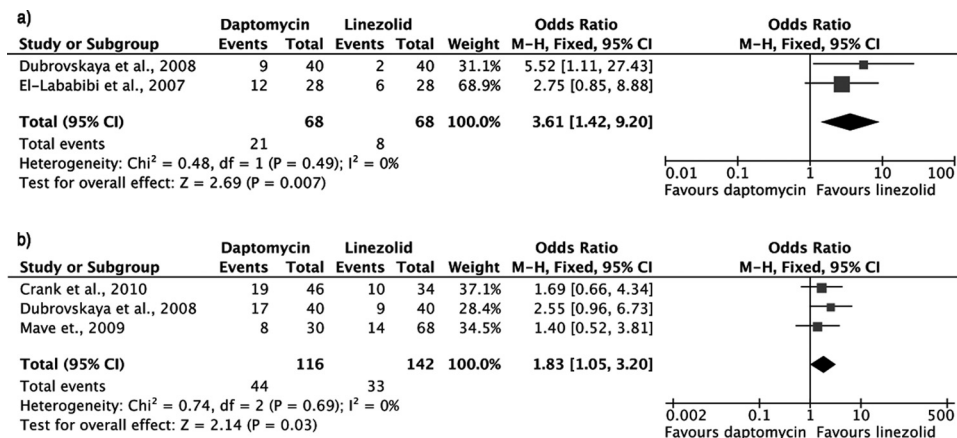 a)
Daptomycin Linezolid Odds Ratio Odds Ratio
Study or Subgroup Events Total Events Total Weight M-H, Fixed, 95% CI M-H, Fixed, 95% CI
Dubrovskaya et al., 2008 9 40 2 40 31.1% 5.52 [1.11, 27.43]
El-Lababibi et al., 2007 12 28 6 28 68.9% 2.75 [0.85, 8.88]
Total (95% CI) 68 68 100.0% 3.61 [1.42, 9.20]
Total events 21 8
Heterogeneity: Chi² = 0.48, df = 1 (P = 0.49); I² = 0%
Test for overall effect: Z = 2.69 (P = 0.007)
0.01 0.1 1 10 100
Favours daptomycin Favours linezolid
b)
Daptomycin Linezolid Odds Ratio Odds Ratio
Study or Subgroup Events Total Events Total Weight M-H, Fixed, 95% CI M-H, Fixed, 95% CI
Crank et al., 2010 19 46 10 34 37.1% 1.69 [0.66, 4.34]
Dubrovskaya et al., 2008 17 40 9 40 28.4% 2.55 [0.96, 6.73]
Mave et., 2009 8 30 14 68 34.5% 1.40 [0.52, 3.81]
Total (95% CI) 116 142 100.0% 1.83 [1.05, 3.20]
Total events 44 33
Heterogeneity: Chi² = 0.74, df = 2 (P = 0.69); I² = 0%
Test for overall effect: Z = 2.14 (P = 0.03)
0.002 0.1 1 10 500
Favours daptomycin Favours linezolid